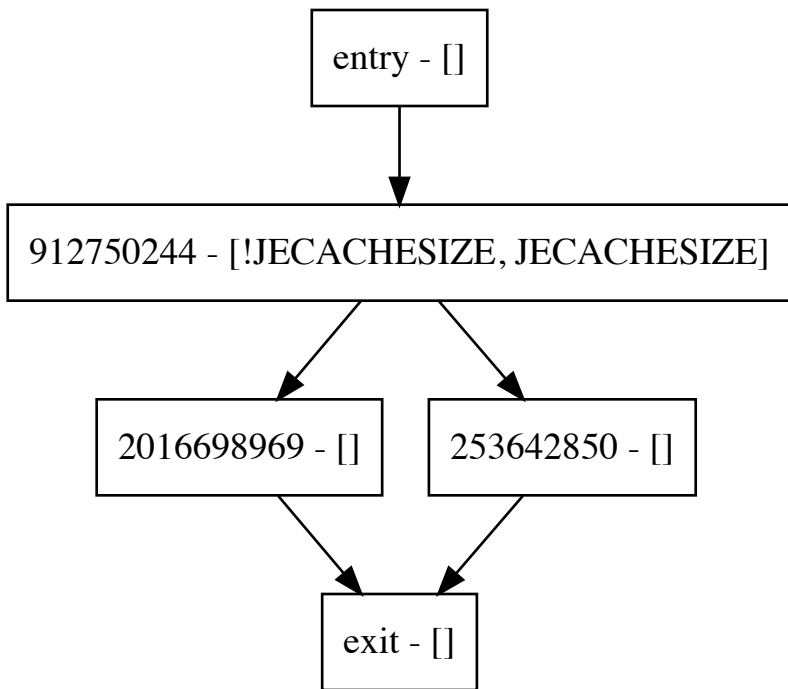 entry - []
912750244 - [!JECACHESIZE, JECACHESIZE]
2016698969 - []
253642850 - []
exit - []